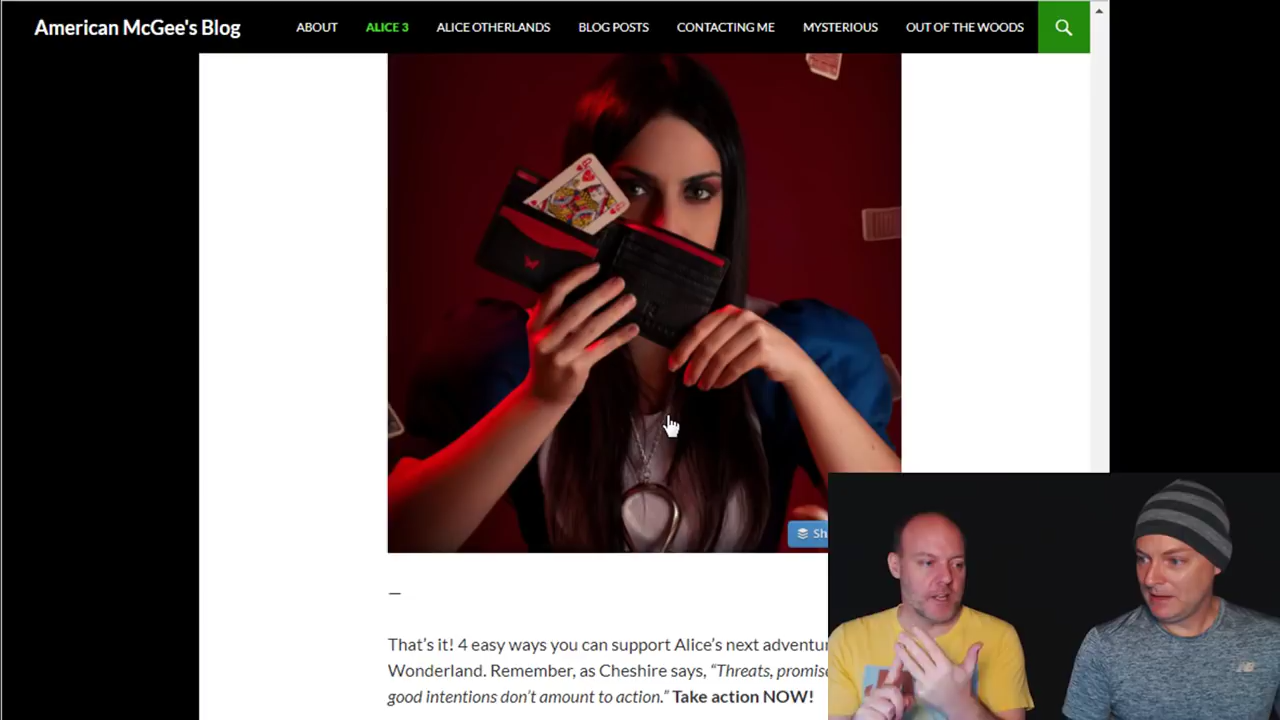 American McGee's Blog
ABOUT
ALICE 3
ALICE OTHERLANDS
BLOG POSTS
CONTACTING ME
MYSTERIOUS
OUT OF THE WOODS
Sh
—
That's it! 4 easy ways you can support Alice's next
Wonderland. Remember, as Cheshire says, “Threats,
good intentions don't amount to action.” Take action NOW!